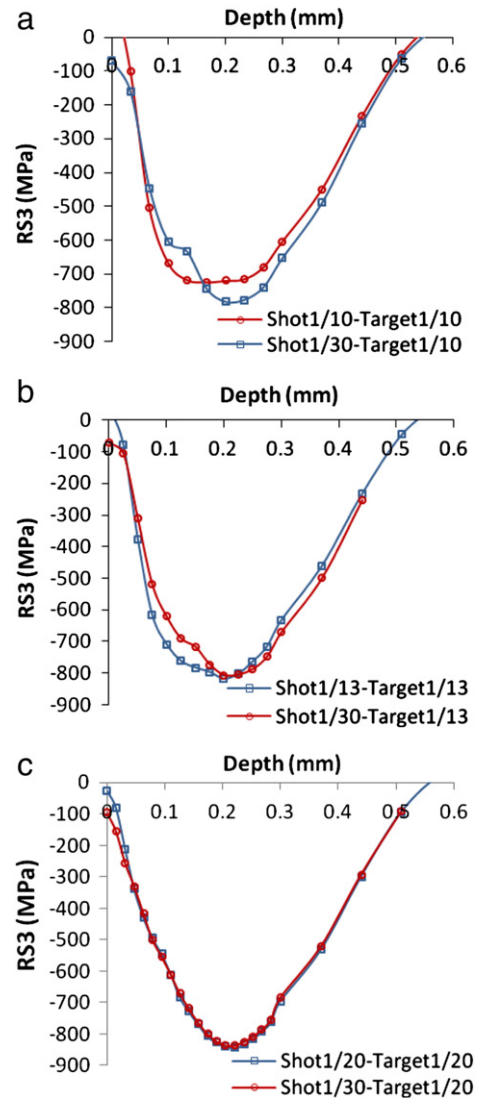 a
Depth (mm)
0
0 0.1 0.2 0.3 0.4 0.5 0.6
-100
-200
-300
-400
-500
-600
-700
-800
-900
RS3 (MPa)
Shot1/10-Target1/10
Shot1/30-Target1/10
b
Depth (mm)
0
0 0.1 0.2 0.3 0.4 0.5 0.6
-100
-200
-300
-400
-500
-600
-700
-800
-900
RS3 (MPa)
Shot1/13-Target1/13
Shot1/30-Target1/13
c
Depth (mm)
0
0 0.1 0.2 0.3 0.4 0.5 0.6
-100
-200
-300
-400
-500
-600
-700
-800
-900
RS3 (MPa)
Shot1/20-Target1/20
Shot1/30-Target1/20